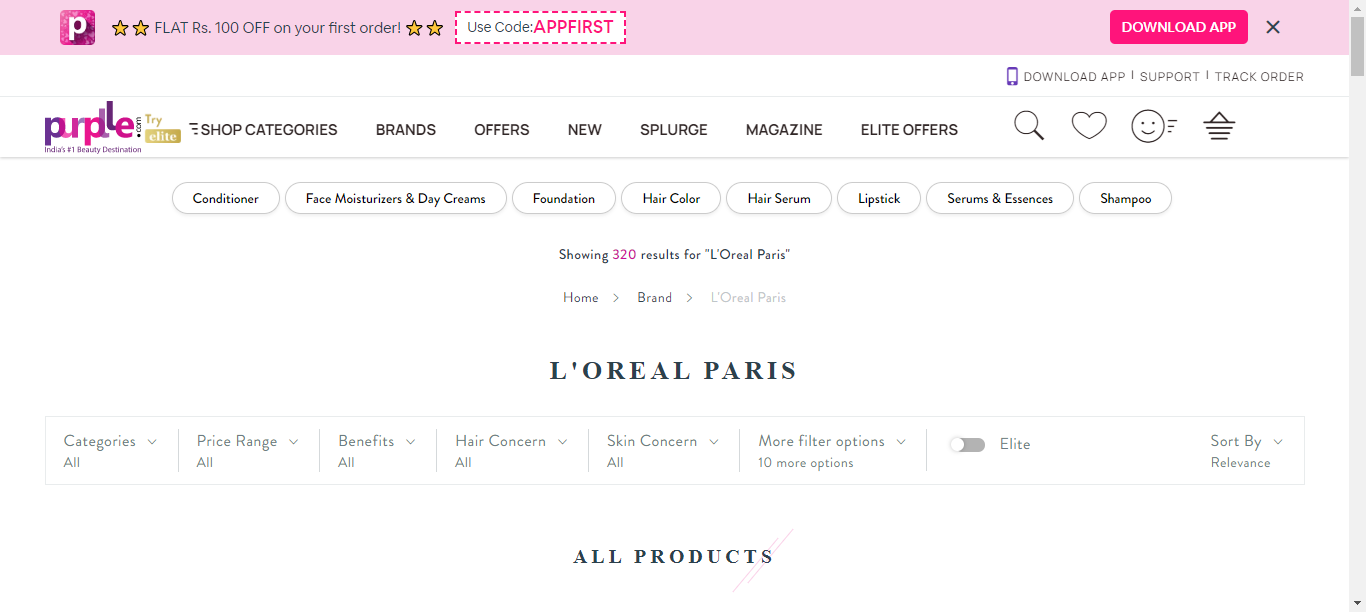 FLAT Rs. 100 OFF on your first order!
Use Code:APPFIRST
DOWNLOAD APP
DOWNLOAD APP | SUPPORT | TRACK ORDER
purplle.com
India's #1 Beauty Destination
Try
elite
SHOP CATEGORIES BRANDS OFFERS NEW SPLURGE MAGAZINE ELITE OFFERS
Conditioner Face Moisturizers & Day Creams Foundation Hair Color Hair Serum Lipstick Serums & Essences Shampoo
Showing 320 results for "L'Oreal Paris"
Home > Brand > L'Oreal Paris
L'OREAL PARIS
Categories Price Range Benefits Hair Concern Skin Concern More filter options Elite Sort By
All All All All All 10 more options Relevance
ALL PRODUCTS